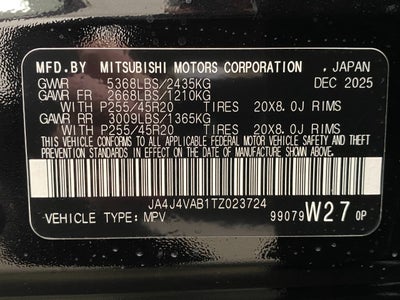 MFD.BY MITSUBISHI MOTORS CORPORATION , JAPAN
GVWR 5368LBS/2435KG DEC 2025
GAWR FR 2668LBS/1210KG
WITH P255/45R20 TIRES 20X8.0J RIMS
GAWR RR 3009LBS/1365KG
WITH P255/45R20 TIRES 20X8.0J RIMS
THIS VEHICLE CONFORMS TO ALL APPLICABLE U.S. FEDERAL
MOTOR VEHICLE SAFETY,BUMPER, AND THEFT
PREVENTION STANDARDS IN EFFECT ON THE
DATE OF MANUFACTURE SHOWN ABOVE.
JA4J4VAB1TZ023724
VEHICLE TYPE:MPV 99079 W27 0P